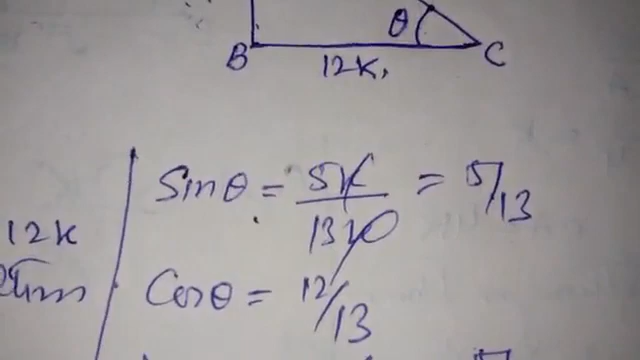 θ
B 12K, C
Sinθ = 5K/13K = 5/13
12K
Cosθ = 12/13